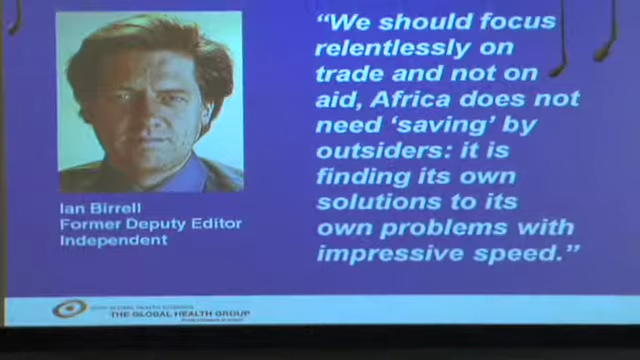 Ian Birrell
Former Deputy Editor
Independent
“We should focus
relentlessly on
trade and not on
aid, Africa does not
need ‘saving’ by
outsiders: it is
finding its own
solutions to its
own problems with
impressive speed.”
THE GLOBAL HEALTH GROUP